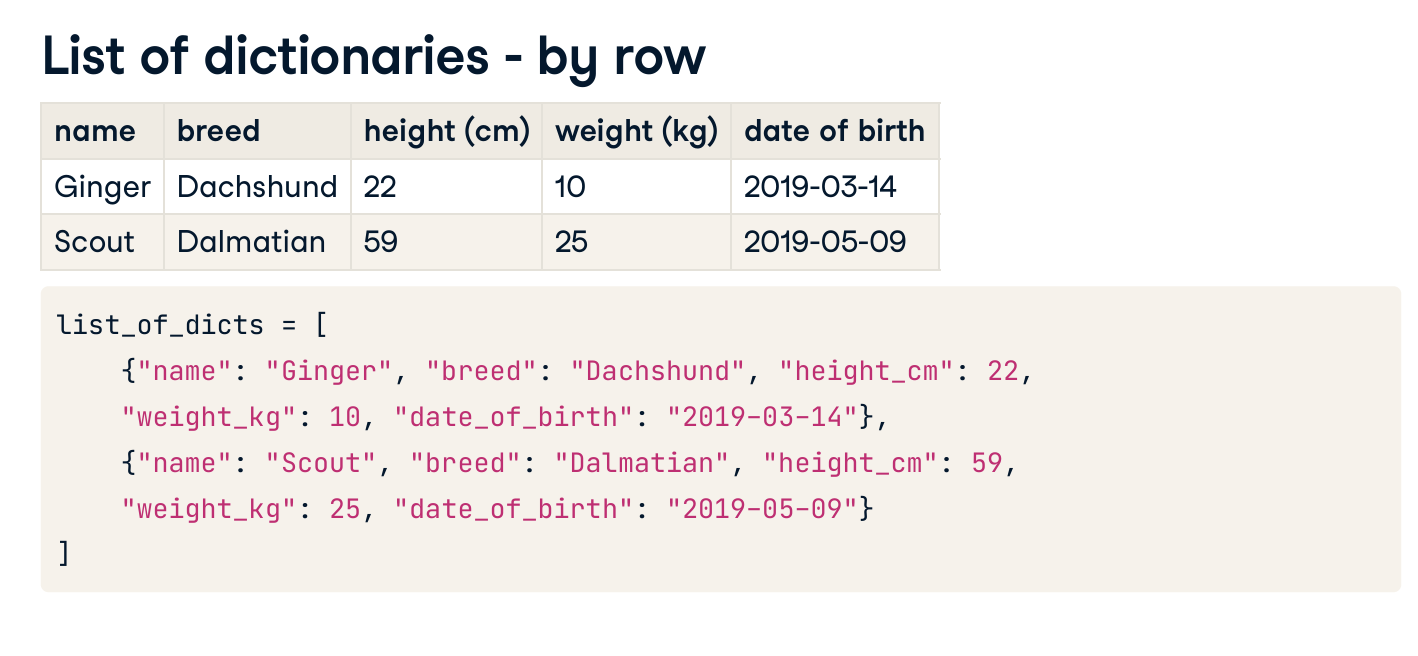 List of dictionaries - by row
name breed height (cm) weight (kg) date of birth
Ginger Dachshund 22 10 2019-03-14
Scout Dalmatian 59 25 2019-05-09
list_of_dicts = [
    {"name": "Ginger", "breed": "Dachshund", "height_cm": 22,
    "weight_kg": 10, "date_of_birth": "2019-03-14"},
    {"name": "Scout", "breed": "Dalmatian", "height_cm": 59,
    "weight_kg": 25, "date_of_birth": "2019-05-09"}
]